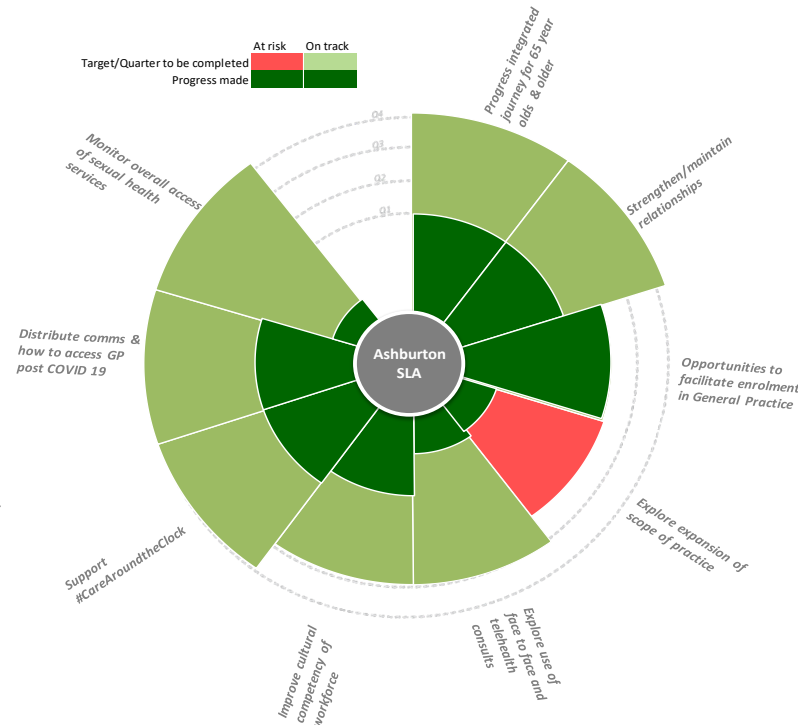 At risk On track
Target/Quarter to be completed
Progress made
Q4
Q3
Q2
Q1
Progress integrated
journey for 65 year
olds & older
Strengthen/maintain
relationships
Opportunities to
facilitate enrolment
in General Practice
Explore expansion of
scope of practice
Explore use of
face to face and
telehealth
consults
Improve cultural
competency of
workforce
Support
#CareAroundtheClock
Distribute comms &
how to access GP
post COVID 19
Monitor overall access
of sexual health
services
Ashburton
SLA